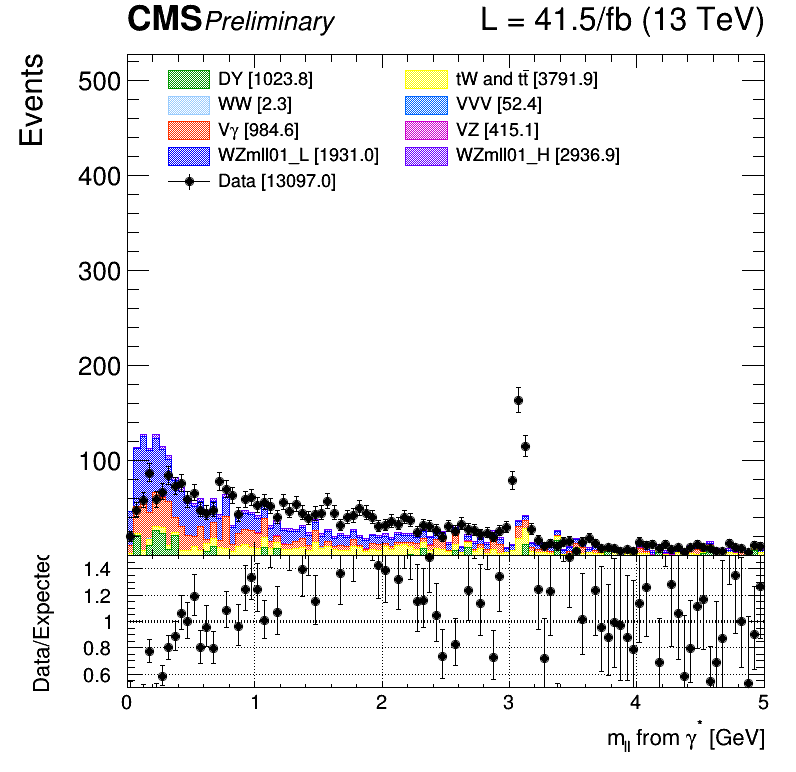 CMS Preliminary L = 41.5/fb (13 TeV)
Events
500
400
300
200
100
DY [1023.8] tW and tt̄ [3791.9]
WW [2.3] VVV [52.4]
Vγ [984.6] VZ [415.1]
WZmll01_L [1931.0] WZmll01_H [2936.9]
Data [13097.0]
Data/Expected
1.4
1.2
1
0.8
0.6
0 1 2 3 4 5
m_ll from γ* [GeV]